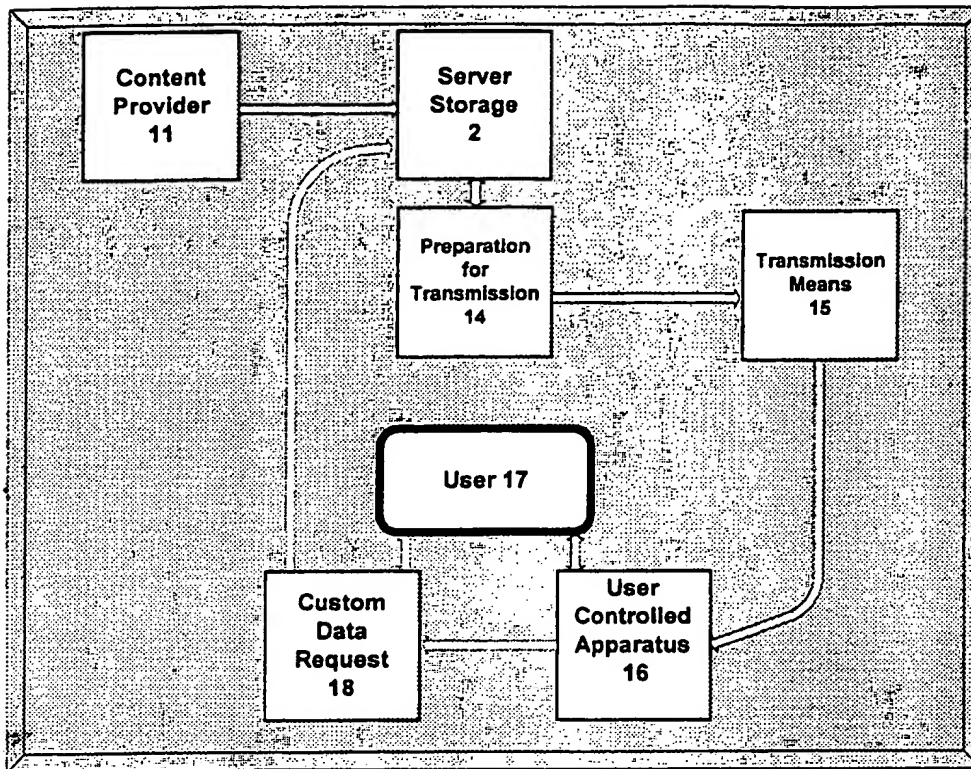 Content
Provider
11
Server
Storage
2
Preparation
for
Transmission
14
Transmission
Means
15
User 17
Custom
Data
Request
18
User
Controlled
Apparatus
16